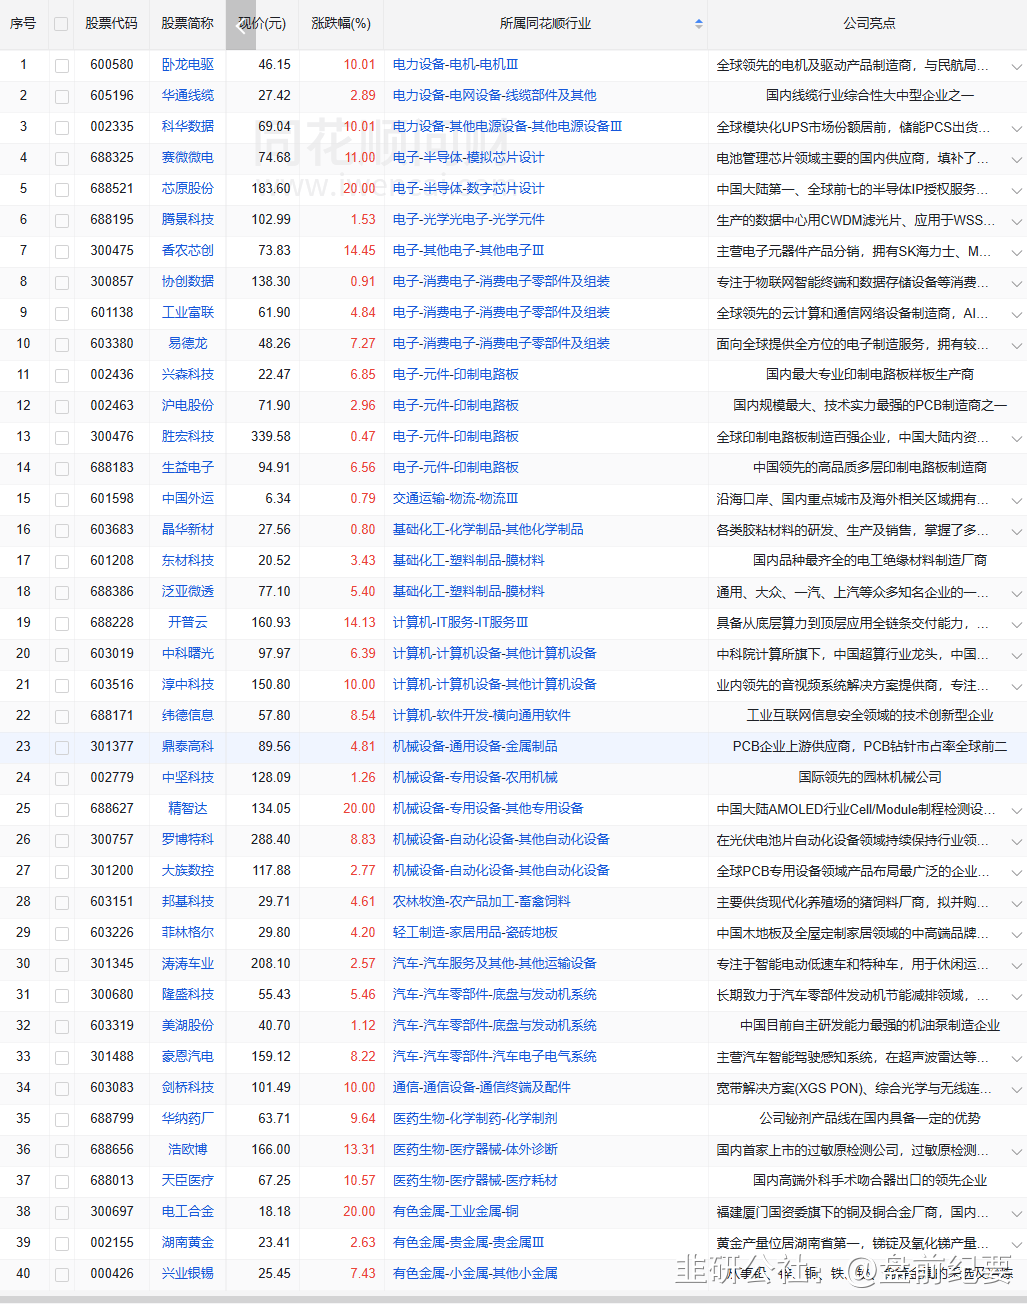 序号 股票代码 股票简称 现价(元) 涨跌幅(%) 所属同花顺行业 公司亮点
1 600580 卧龙电驱 46.15 10.01 电力设备-电机-电机Ⅲ 全球领先的电机及驱动产品制造商，与民航局...
2 605196 华通线缆 27.42 2.89 电力设备-电网设备-线缆部件及其他 国内线缆行业综合性大中型企业之一
3 002335 科华数据 69.04 10.01 电力设备-其他电源设备-其他电源设备Ⅲ 全球模块化UPS市场份额居前，储能PCS出货...
4 688325 赛微微电 74.68 11.00 电子-半导体-模拟芯片设计 电池管理芯片领域主要的国内供应商，填补了...
5 688521 芯原股份 183.60 20.00 电子-半导体-数字芯片设计 中国大陆第一、全球前七的半导体IP授权服务...
6 688195 腾景科技 102.99 1.53 电子-光学光电子-光学元件 生产的数据中心用CWDM滤光片、应用于WSS...
7 300475 香农芯创 73.83 14.45 电子-其他电子-其他电子Ⅲ 主营电子元器件产品分销，拥有SK海力士、M...
8 300857 协创数据 138.30 0.91 电子-消费电子-消费电子零部件及组装 专注于物联网智能终端和数据存储设备等消费...
9 601138 工业富联 61.90 4.84 电子-消费电子-消费电子零部件及组装 全球领先的云计算和通信网络设备制造商，AI...
10 603380 易德龙 48.26 7.27 电子-消费电子-消费电子零部件及组装 面向全球提供全方位的电子制造服务，拥有较...
11 002436 兴森科技 22.47 6.85 电子-元件-印制电路板 国内最大专业印制电路板样板生产商
12 002463 沪电股份 71.90 2.96 电子-元件-印制电路板 国内规模最大、技术实力最强的PCB制造商之一
13 300476 胜宏科技 339.58 0.47 电子-元件-印制电路板 全球印制电路板制造百强企业，中国大陆内资...
14 688183 生益电子 94.91 6.56 电子-元件-印制电路板 中国领先的高品质多层印制电路板制造商
15 601598 中国外运 6.34 0.79 交通运输-物流-物流Ⅲ 沿海口岸、国内重点城市及海外相关区域拥有...
16 603683 晶华新材 27.56 0.80 基础化工-化学制品-其他化学制品 各类胶粘材料的研发、生产及销售，掌握了多...
17 601208 东材科技 20.52 3.43 基础化工-塑料制品-膜材料 国内品种最齐全的电工绝缘材料制造厂商
18 688386 泛亚微透 77.10 5.40 基础化工-塑料制品-膜材料 通用、大众、一汽、上汽等众多知名企业的一...
19 688228 开普云 160.93 14.13 计算机-IT服务-IT服务Ⅲ 具备从底层算力到顶层应用全链条交付能力，...
20 603019 中科曙光 97.97 6.39 计算机-计算机设备-其他计算机设备 中科院计算所旗下，中国超算行业龙头，中国...
21 603516 淳中科技 150.80 10.00 计算机-计算机设备-其他计算机设备 业内领先的音视频系统解决方案提供商，专注...
22 688171 纬德信息 57.80 8.54 计算机-软件开发-横向通用软件 工业互联网信息安全领域的技术创新型企业
23 301377 鼎泰高科 89.56 4.81 机械设备-通用设备-金属制品 PCB企业上游供应商，PCB钻针市占率全球前二
24 002779 中坚科技 128.09 1.26 机械设备-专用设备-农用机械 国际领先的园林机械公司
25 688627 精智达 134.05 20.00 机械设备-专用设备-其他专用设备 中国大陆AMOLED行业Cell/Module制程检测设...
26 300757 罗博特科 288.40 8.83 机械设备-自动化设备-其他自动化设备 在光伏电池片自动化设备领域持续保持行业领...
27 301200 大族数控 117.88 2.77 机械设备-自动化设备-其他自动化设备 全球PCB专用设备领域产品布局最广泛的企业...
28 603151 邦基科技 29.71 4.61 农林牧渔-农产品加工-畜禽饲料 主要供货现代化养殖场的猪饲料厂商，拟并购...
29 603226 菲林格尔 29.80 4.20 轻工制造-家居用品-瓷砖地板 中国木地板及全屋定制家居领域的中高端品牌...
30 301345 涛涛车业 208.10 2.57 汽车-汽车服务及其他-其他运输设备 专注于智能电动低速车和特种车，用于休闲运...
31 300680 隆盛科技 55.43 5.46 汽车-汽车零部件-底盘与发动机系统 长期致力于汽车零部件发动机节能减排领域，...
32 603319 美湖股份 40.70 1.12 汽车-汽车零部件-底盘与发动机系统 中国目前自主研发能力最强的机油泵制造企业
33 301488 豪恩汽电 159.12 8.22 汽车-汽车零部件-汽车电子电气系统 主营汽车智能驾驶感知系统，在超声波雷达等...
34 603083 剑桥科技 101.49 10.00 通信-通信设备-通信终端及配件 宽带解决方案(XGS PON)、综合光学与无线连...
35 688799 华纳药厂 63.71 9.64 医药生物-化学制药-化学制剂 公司铋剂产品线在国内具备一定的优势
36 688656 浩欧博 166.00 13.31 医药生物-医疗器械-体外诊断 国内首家上市的过敏原检测公司，过敏原检测...
37 688013 天臣医疗 67.25 10.57 医药生物-医疗器械-医疗耗材 国内高端外科手术吻合器出口的领先企业
38 300697 电工合金 18.18 20.00 有色金属-工业金属-铜 福建厦门国资委旗下的铜及铜合金厂商，国内...
39 002155 湖南黄金 23.41 2.63 有色金属-贵金属-贵金属Ⅲ 黄金产量位居湖南省第一，锑锭及氧化锑产量...
40 000426 兴业银锡 25.45 7.43 有色金属-小金属-其他小金属
韭研公社：@盘前纪要